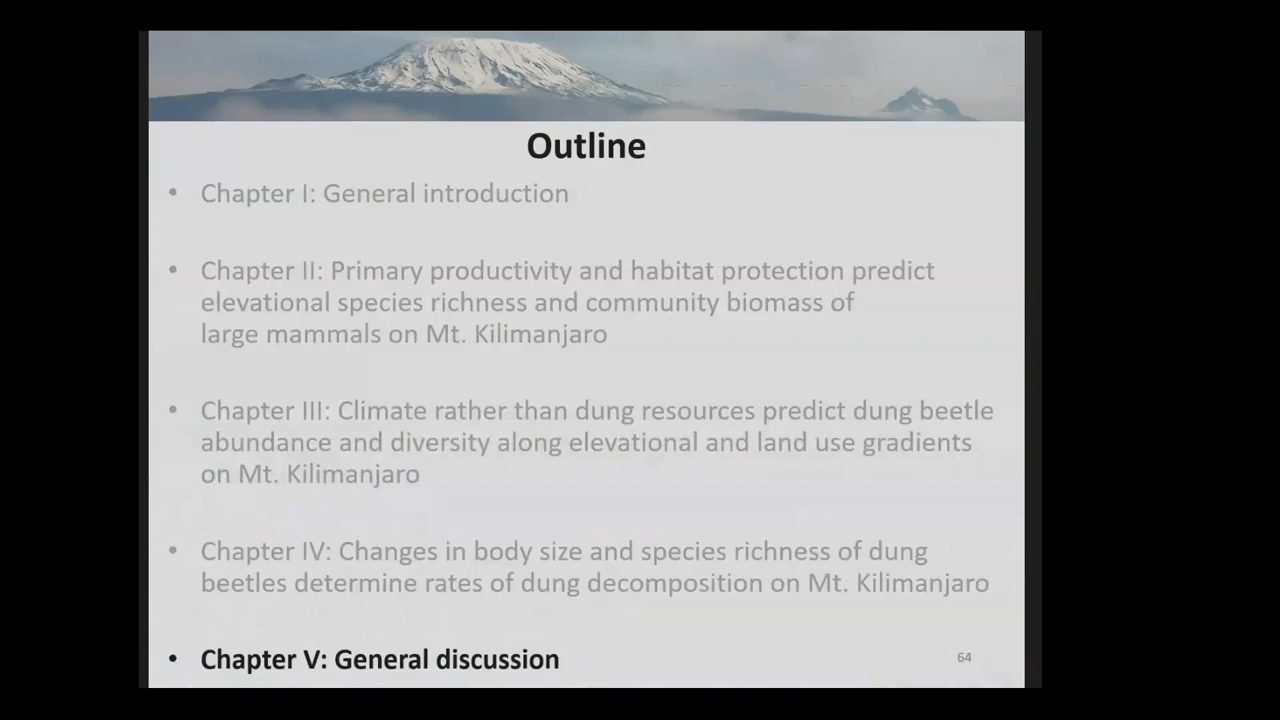 Outline
• Chapter I: General introduction
• Chapter II: Primary productivity and habitat protection predict
elevational species richness and community biomass of
large mammals on Mt. Kilimanjaro
• Chapter III: Climate rather than dung resources predict dung beetle
abundance and diversity along elevational and land use gradients
on Mt. Kilimanjaro
• Chapter IV: Changes in body size and species richness of dung
beetles determine rates of dung decomposition on Mt. Kilimanjaro
• Chapter V: General discussion
64